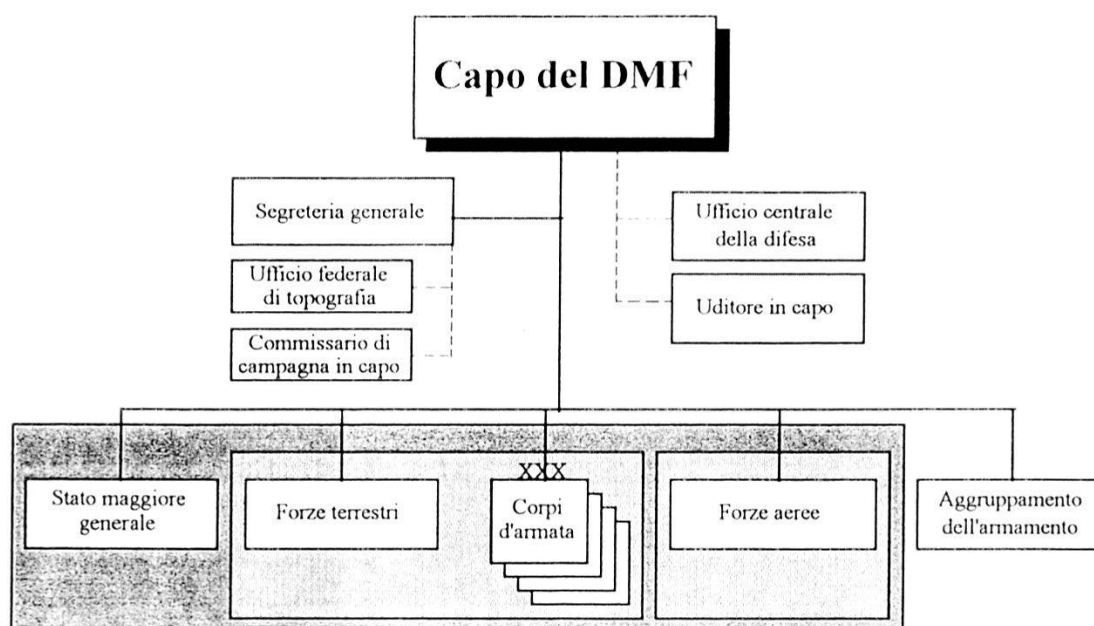 Capo del DMF
Segreteria generale
Ufficio centrale
della difesa
Ufficio federale
di topografia
Uditore in capo
Commissario di
campagna in capo
XXX
Stato maggiore
generale
Forze terrestri
Corpi
d'armata
Forze aeree
Aggruppamento
dell'armamento